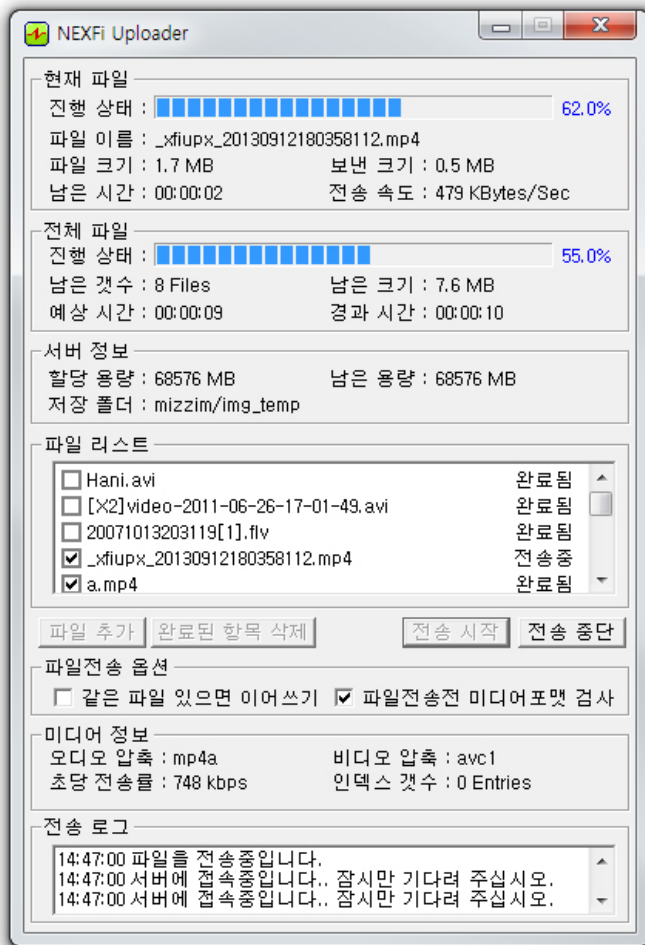 NEXFi Uploader
현재 파일
진행 상태 : 62.0%
파일 이름 : _xfiupx_20130912180358112.mp4
파일 크기 : 1.7 MB 보낸 크기 : 0.5 MB
남은 시간 : 00:00:02 전송 속도 : 479 KBytes/Sec
전체 파일
진행 상태 : 55.0%
남은 갯수 : 8 Files 남은 크기 : 7.6 MB
예상 시간 : 00:00:09 경과 시간 : 00:00:10
서버 정보
할당 용량 : 68576 MB 남은 용량 : 68576 MB
저장 폴더 : mizzim/img_temp
파일 리스트
Hani.avi 완료됨
[X2]video-2011-06-26-17-01-49.avi 완료됨
20071013203119[1].flv 완료됨
_xfiupx_20130912180358112.mp4 전송중
a.mp4 완료됨
파일 추가 완료된 항목 삭제 전송 시작 전송 중단
파일전송 옵션
같은 파일 있으면 이어쓰기 파일전송전 미디어포맷 검사
미디어 정보
오디오 압축 : mp4a 비디오 압축 : avc1
초당 전송률 : 748 kbps 인덱스 갯수 : 0 Entries
전송 로그
14:47:00 파일을 전송중입니다.
14:47:00 서버에 접속중입니다.. 잠시만 기다려 주십시오.
14:47:00 서버에 접속중입니다.. 잠시만 기다려 주십시오.